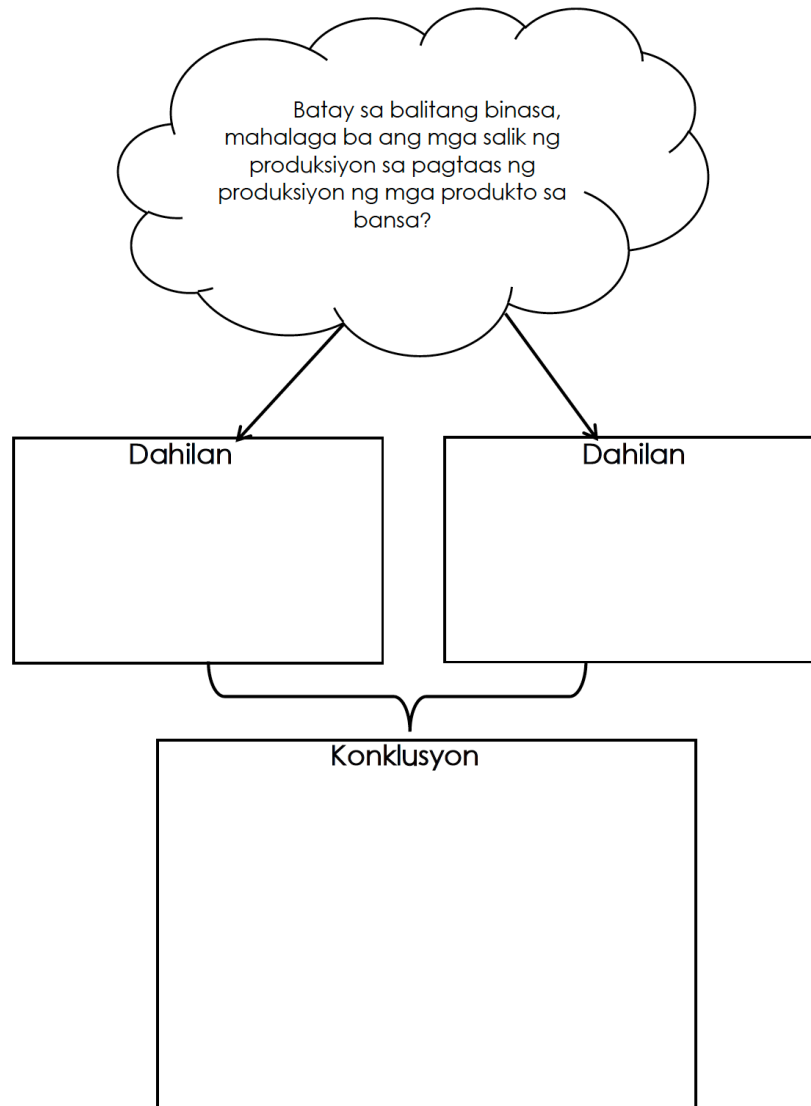 Batay sa balitang binasa,
mahalaga ba ang mga salik ng
produksiyon sa pagtaas ng
produksiyon ng mga produkto sa
bansa?
Dahilan
Dahilan
Konklusyon